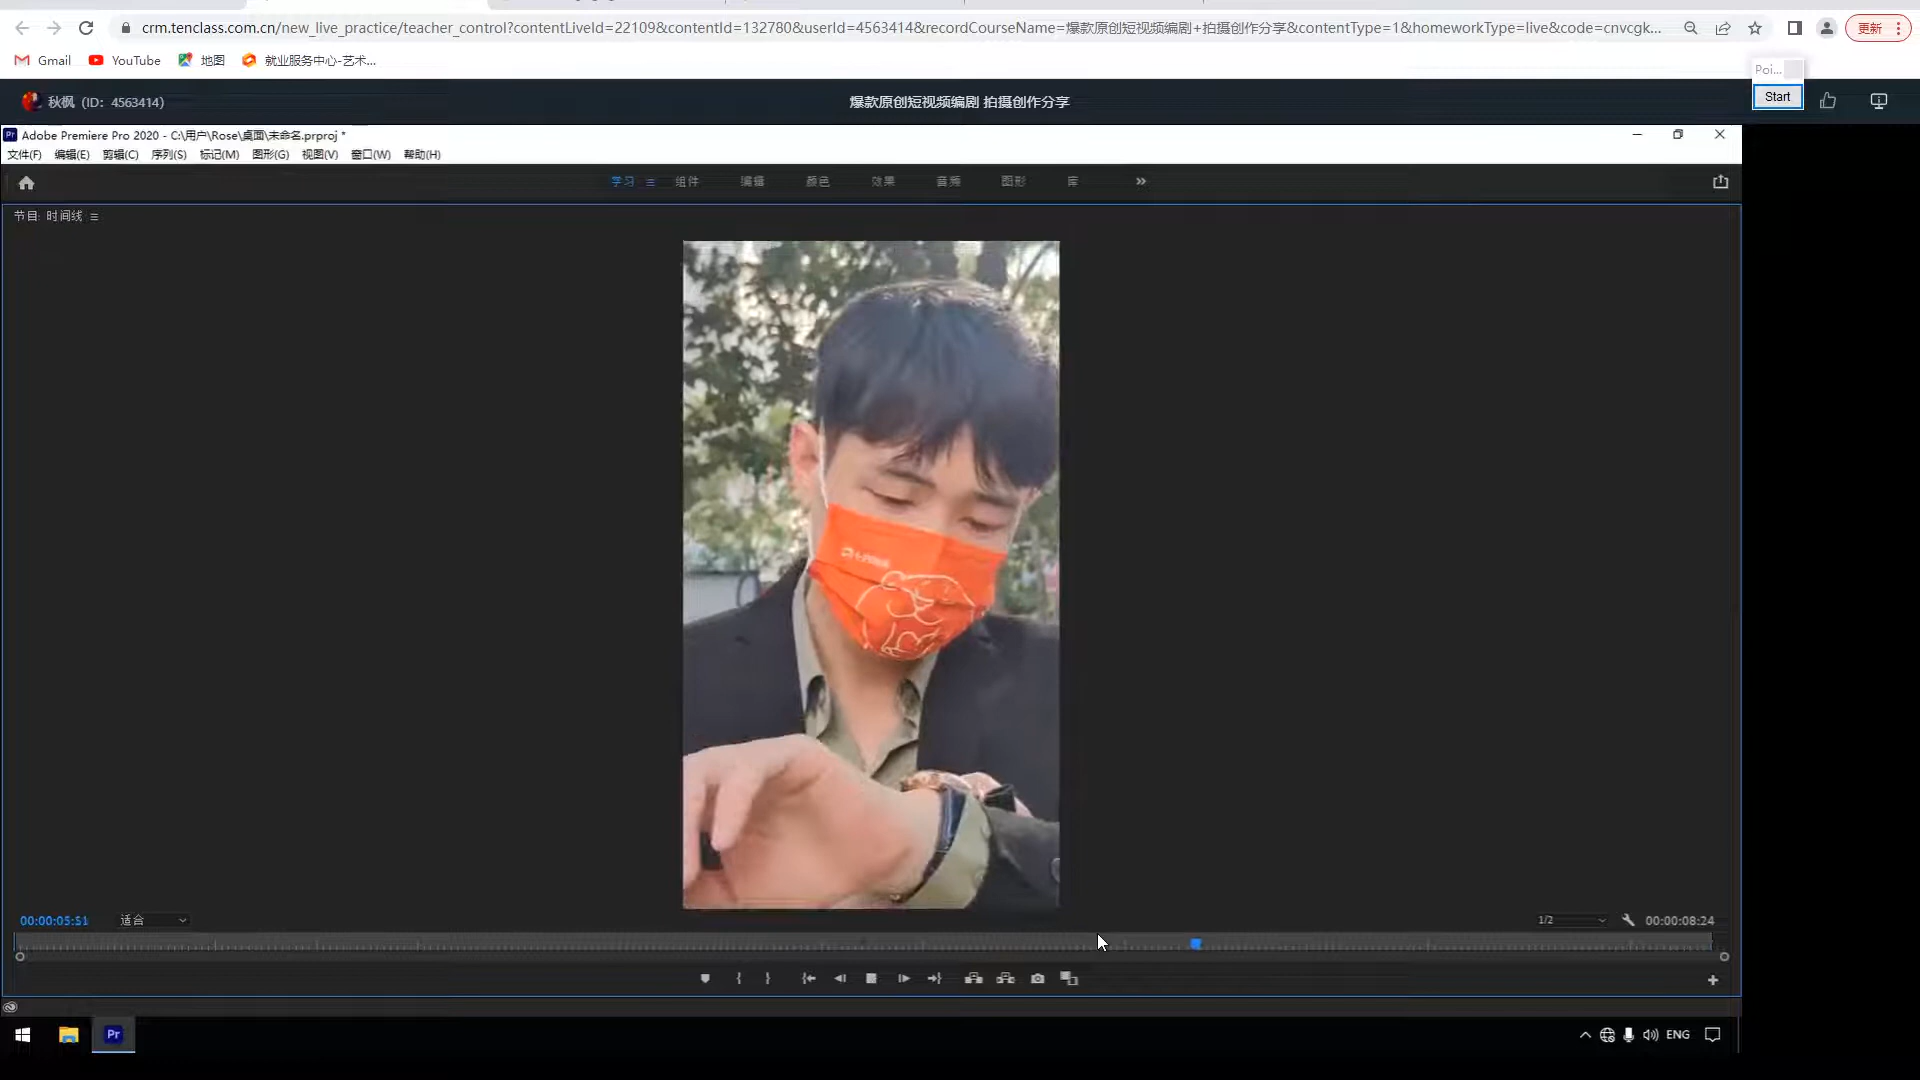 crm.tenclass.com.cn/new_live_practice/teacher_control?contentLiveId=22109&contentId=132780&userId=4563414&recordCourseName=爆款原创短视频编剧+拍摄创作分享&contentType=1&homeworkType=live&code=cnvcgk...
更新
Gmail
YouTube
地图
就业服务中心-艺术...
Poi...
Start
秋枫 (ID: 4563414)
爆款原创短视频编剧 拍摄创作分享
Adobe Premiere Pro 2020 - C:\用户\Rose\桌面\未命名.prproj *
文件(F) 编辑(E) 剪辑(C) 序列(S) 标记(M) 图形(G) 视图(V) 窗口(W) 帮助(H)
学习 组件 编辑 颜色 效果 音频 图形 库
节目: 时间线
00:00:05:51 适合 1/2 00:00:08:24
Pr
ENG